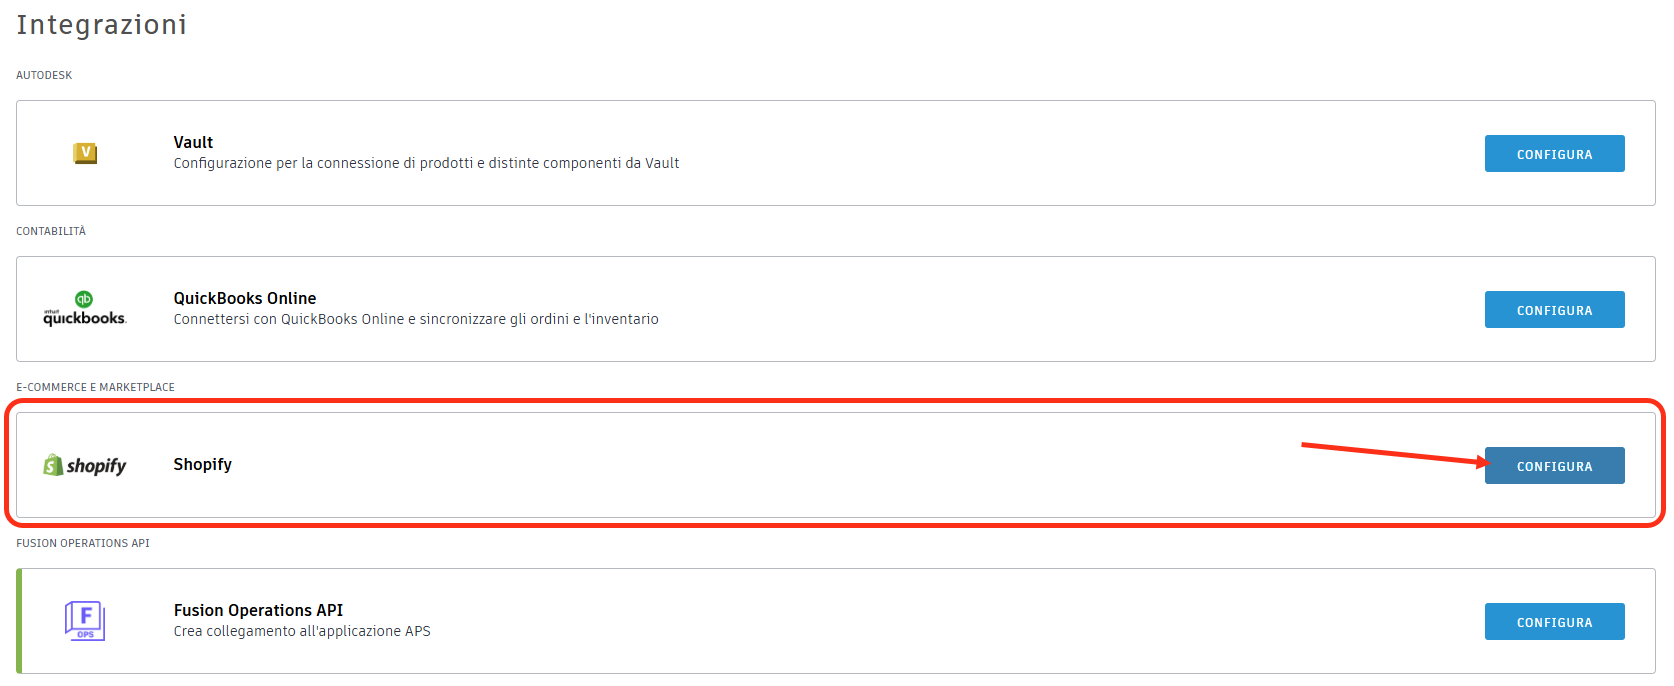 Integrazioni
AUTODESK
V
Vault
Configurazione per la connessione di prodotti e distinte componenti da Vault
CONFIGURA
CONTABILITÀ
qb
intuit
quickbooks.
QuickBooks Online
Connettersi con QuickBooks Online e sincronizzare gli ordini e l'inventario
CONFIGURA
E-COMMERCE E MARKETPLACE
S
shopify
Shopify
CONFIGURA
FUSION OPERATIONS API
F
OPS
Fusion Operations API
Crea collegamento all'applicazione APS
CONFIGURA